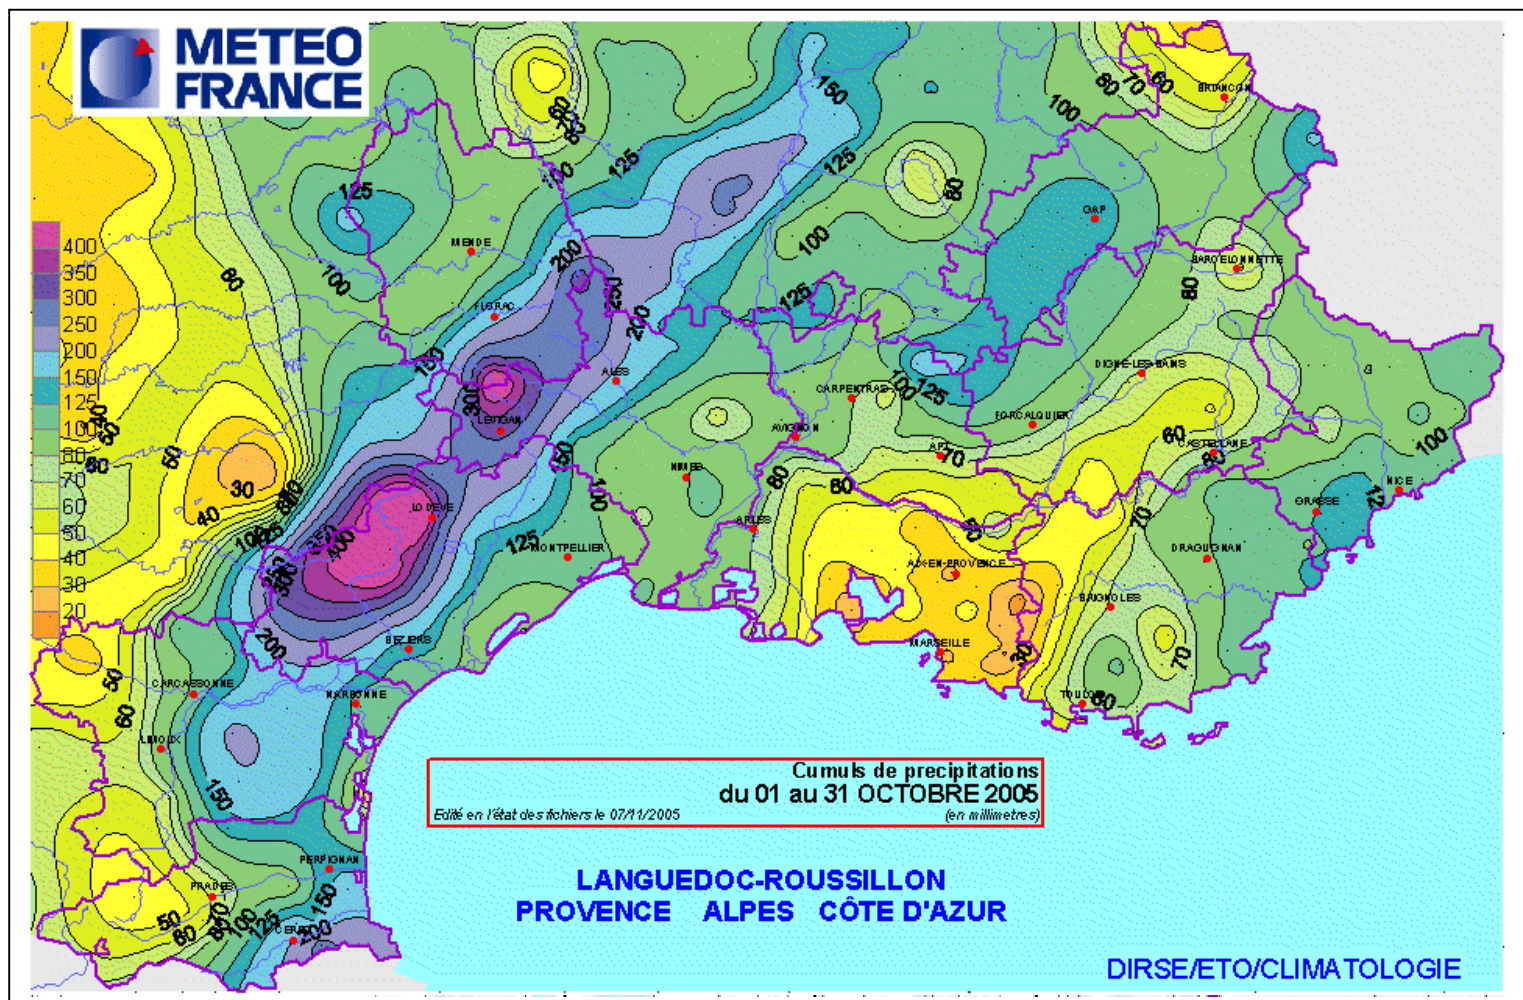 METEO
FRANCE
400
350
300
250
200
150
125
100
80
70
60
50
40
30
20
BRIANCON
MENDE
GAP
BARCELONNETTE
FLORAC
ALES
DIGNE-LES-BAINS
CARPENTRAS
LEVIGAN
AVIGNON
FORCALQUIER
APT
CASTELLANE
NIMES
NICE
GRASSE
LODEVE
ARLES
MONTPELLIER
DRAGUIGNAN
AIX-EN-PROVENCE
BRIGNOLES
BEZIERS
MARSEILLE
CARCASSONNE
NARBONNE
TOULON
LIMOUX
Cumuls de precipitations
du 01 au 31 OCTOBRE 2005
Edité en l'état des fichiers le 07/11/2005
(en millimetres)
PERPIGNAN
PRADES
CERET
LANGUEDOC-ROUSSILLON
PROVENCE ALPES CÔTE D'AZUR
DIRSE/ETO/CLIMATOLOGIE